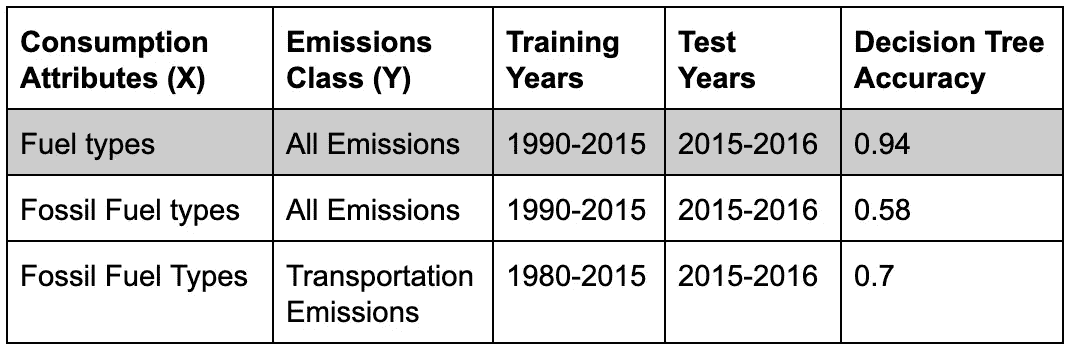 Consumption Attributes (X) Emissions Class (Y) Training Years Test Years Decision Tree Accuracy
Fuel types All Emissions 1990-2015 2015-2016 0.94
Fossil Fuel types All Emissions 1990-2015 2015-2016 0.58
Fossil Fuel Types Transportation Emissions 1980-2015 2015-2016 0.7